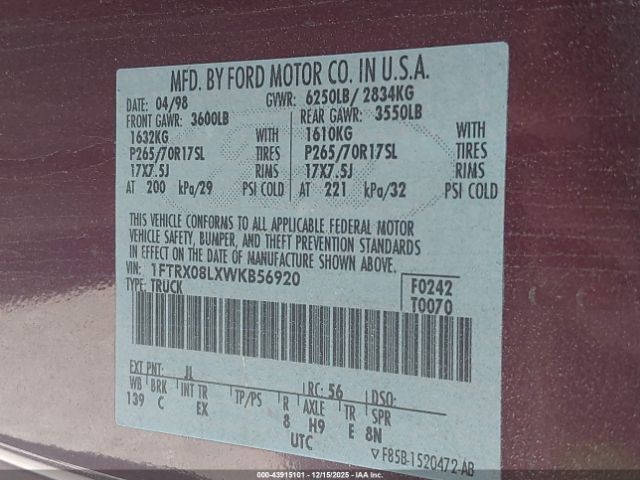 MFD. BY FORD MOTOR CO. IN U.S.A.
DATE: 04/98 GVWR: 6250LB/ 2834KG
FRONT GAWR: 3600LB REAR GAWR: 3550LB
1632KG WITH 1610KG WITH
P265/70R17SL TIRES P265/70R17SL TIRES
17X7.5J RIMS 17X7.5J RIMS
AT 200 kPa/29 PSI COLD AT 221 kPa/32 PSI COLD
THIS VEHICLE CONFORMS TO ALL APPLICABLE FEDERAL MOTOR
VEHICLE SAFETY, BUMPER, AND THEFT PREVENTION STANDARDS
IN EFFECT ON THE DATE OF MANUFACTURE SHOWN ABOVE.
VIN: 1FTRX08LXWKB56920 F0242
TYPE: TRUCK T0070
EXT PNT: JL RC: 56 DSO:
WB BRK INT TR TP/PS R AXLE TR SPR
139 C EX 8 H9 E 8N
UTC ▽F85B-1520472-AB
000-43915101 - 12/15/2025 - IAA Inc.